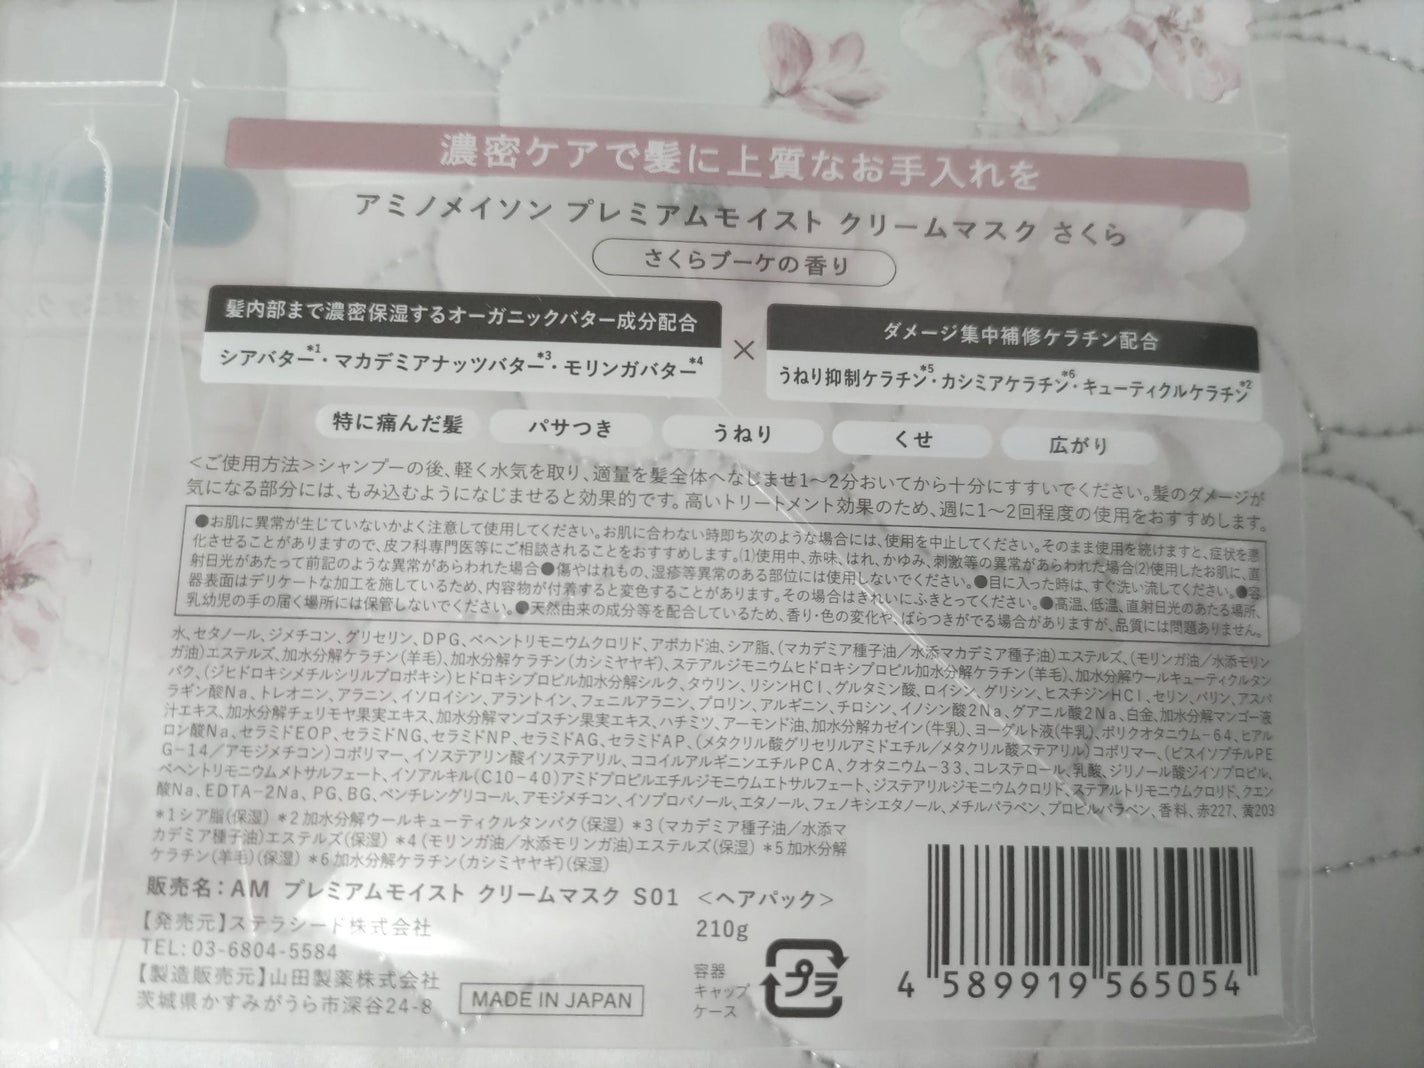 濃密ケアで髪に上質なお手入れを
アミノメイソン プレミアムモイスト クリームマスク さくら
さくらブーケの香り
髪内部まで濃密保湿するオーガニックバター成分配合
シアバター*1・マカデミアナッツバター*3・モリンガバター*4
×
ダメージ集中補修ケラチン配合
うねり抑制ケラチン*5・カシミアケラチン*6・キューティクルケラチン*2
特に痛んだ髪 パサつき うねり くせ 広がり
<ご使用方法>シャンプーの後、軽く水気を取り、適量を髪全体へなじませ1～2分おいてから十分にすすいでください。髪のダメージが
気になる部分には、もみ込むようになじませると効果的です。高いトリートメント効果のため、週に1～2回程度の使用をおすすめします。
●お肌に異常が生じていないかよく注意して使用してください。お肌に合わない時即ち次のような場合には、使用を中止してください。そのまま使用を続けますと、症状を悪
化させることがありますので、皮フ科専門医等にご相談されることをおすすめします。(1)使用中、赤味、はれ、かゆみ、刺激等の異常があらわれた場合(2)使用したお肌に、直
射日光があたって前記のような異常があらわれた場合●傷やはれもの、湿疹等異常のある部位には使用しないでください。●目に入った時は、すぐ洗い流してください。●容
器表面はデリケートな加工を施しているため、内容物が付着すると変色することがあります。その場合はきれいにふきとってください。●高温、低温、直射日光のあたる場所、
乳幼児の手の届く場所には保管しないでください。●天然由来の成分等を配合しているため、香り・色の変化や、ばらつきがでる場合がありますが、品質には問題ありません。
水、セタノール、ジメチコン、グリセリン、DPG、ベヘントリモニウムクロリド、アボカド油、シア脂、(マカデミア種子油／水添マカデミア種子油)エステルズ、(モリンガ油／水添モリン
ガ油)エステルズ、加水分解ケラチン(羊毛)、加水分解ケラチン(カシミヤヤギ)、ステアルジモニウムヒドロキシプロピル加水分解ケラチン(羊毛)、加水分解ウールキューティクルタン
パク、(ジヒドロキシメチルシリルプロポキシ)ヒドロキシプロピル加水分解シルク、タウリン、リシンHCl、グルタミン酸、ロイシン、グリシン、ヒスチジンHCl、セリン、バリン、アスパ
ラギン酸Na、トレオニン、アラニン、イソロイシン、アラントイン、フェニルアラニン、プロリン、アルギニン、チロシン、イノシン酸2Na、グアニル酸2Na、白金、加水分解マンゴー液
汁エキス、加水分解チェリモヤ果実エキス、加水分解マンゴスチン果実エキス、ハチミツ、アーモンド油、加水分解カゼイン(牛乳)、ヨーグルト液(牛乳)、ポリクオタニウム-64、ヒアル
ロン酸Na、セラミドEOP、セラミドNG、セラミドNP、セラミドAG、セラミドAP、(メタクリル酸グリセリルアミドエチル／メタクリル酸ステアリル)コポリマー、(ビスイソブチルPE
G-14／アモジメチコン)コポリマー、イソステアリン酸イソステアリル、ココイルアルギニンエチルPCA、クオタニウム-33、コレステロール、乳酸、ジリノール酸ジイソプロピル、
ベヘントリモニウムメトサルフェート、イソアルキル(C10-40)アミドプロピルエチルジモニウムエトサルフェート、ジステアリルジモニウムクロリド、ステアルトリモニウムクロリド、クエン
酸Na、EDTA-2Na、PG、BG、ペンチレングリコール、アモジメチコン、イソプロパノール、エタノール、フェノキシエタノール、メチルパラベン、プロピルパラベン、香料、赤227、黄203
*1シア脂(保湿) *2加水分解ウールキューティクルタンパク(保湿) *3(マカデミア種子油／水添マ
カデミア種子油)エステルズ(保湿) *4(モリンガ油／水添モリンガ油)エステルズ(保湿) *5加水分解
ケラチン(羊毛)(保湿) *6加水分解ケラチン(カシミヤヤギ)(保湿)
販売名：AM プレミアムモイスト クリームマスク S01 <ヘアパック>
【発売元】ステラシード株式会社
TEL: 03-6804-5584
【製造販売元】山田製薬株式会社
茨城県かすみがうら市深谷24-8
MADE IN JAPAN
210g
容器
キャップ
ケース
プラ
4 589919 565054